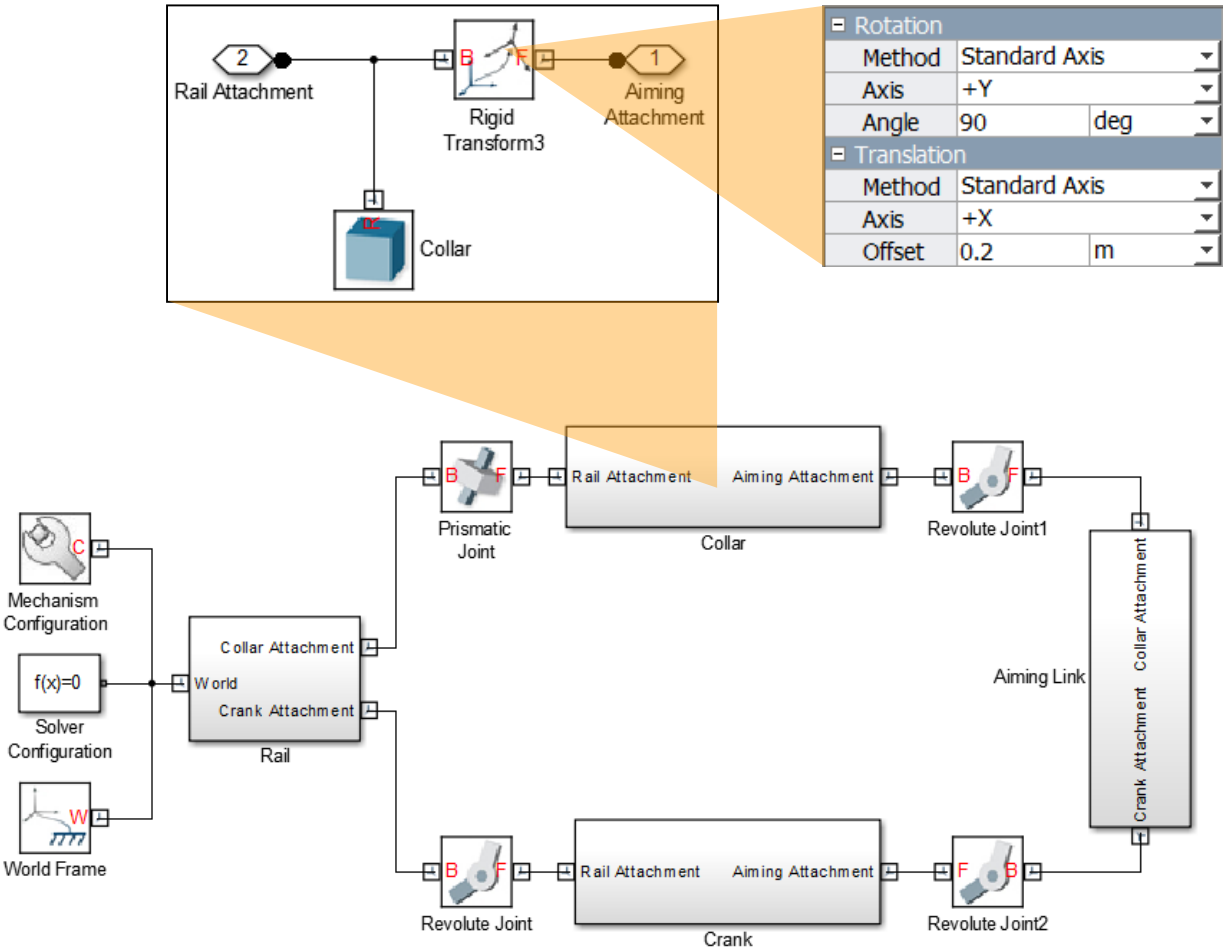 2
Rail Attachment
B
F
Rigid
Transform3
1
Aiming
Attachment
R
Collar
Rotation
Method Standard Axis
Axis +Y
Angle 90 deg
Translation
Method Standard Axis
Axis +X
Offset 0.2 m
B
F
Prismatic
Joint
Rail Attachment Aiming Attachment
Collar
B
F
Revolute Joint1
C
Mechanism
Configuration
f(x)=0
Solver
Configuration
W
World Frame
Collar Attachment
World
Crank Attachment
Rail
Collar Attachment
Crank Attachment
Aiming Link
B
F
Revolute Joint
Rail Attachment Aiming Attachment
Crank
F
B
Revolute Joint2